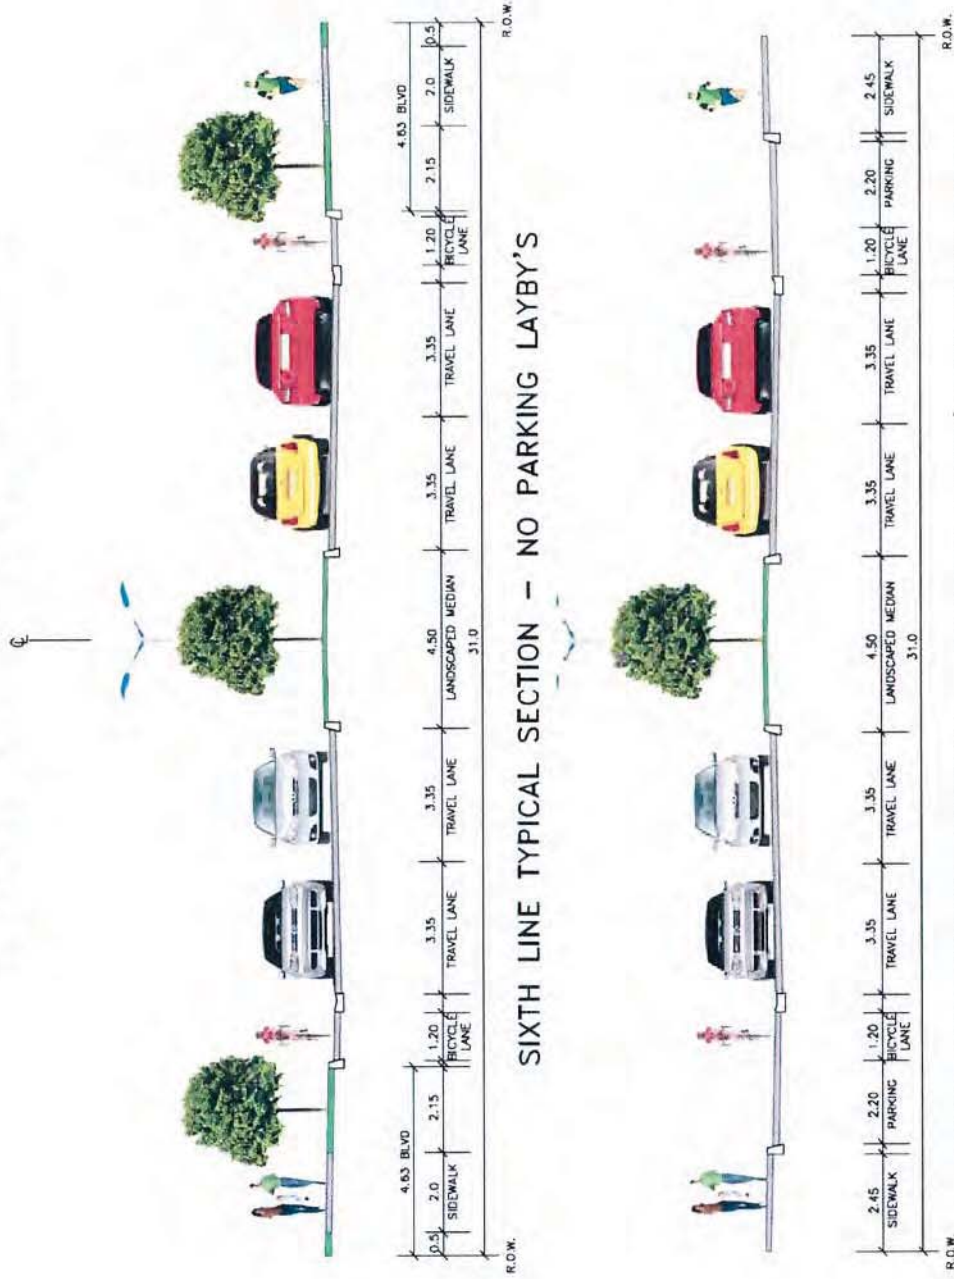 ℄
4.63 BLVD 4.63 BLVD
0.5 2.0 2.15 1.20 3.35 3.35 4.50 3.35 3.35 1.20 2.15 2.0 0.5
SIDEWALK BICYCLE LANE TRAVEL LANE TRAVEL LANE LANDSCAPED MEDIAN TRAVEL LANE TRAVEL LANE BICYCLE LANE SIDEWALK
31.0
R.O.W. R.O.W.
SIXTH LINE TYPICAL SECTION – NO PARKING LAYBY'S
2.45 2.20 1.20 3.35 3.35 4.50 3.35 3.35 1.20 2.20 2.45
SIDEWALK PARKING BICYCLE LANE TRAVEL LANE TRAVEL LANE LANDSCAPED MEDIAN TRAVEL LANE TRAVEL LANE BICYCLE LANE PARKING SIDEWALK
31.0
R.O.W. R.O.W.